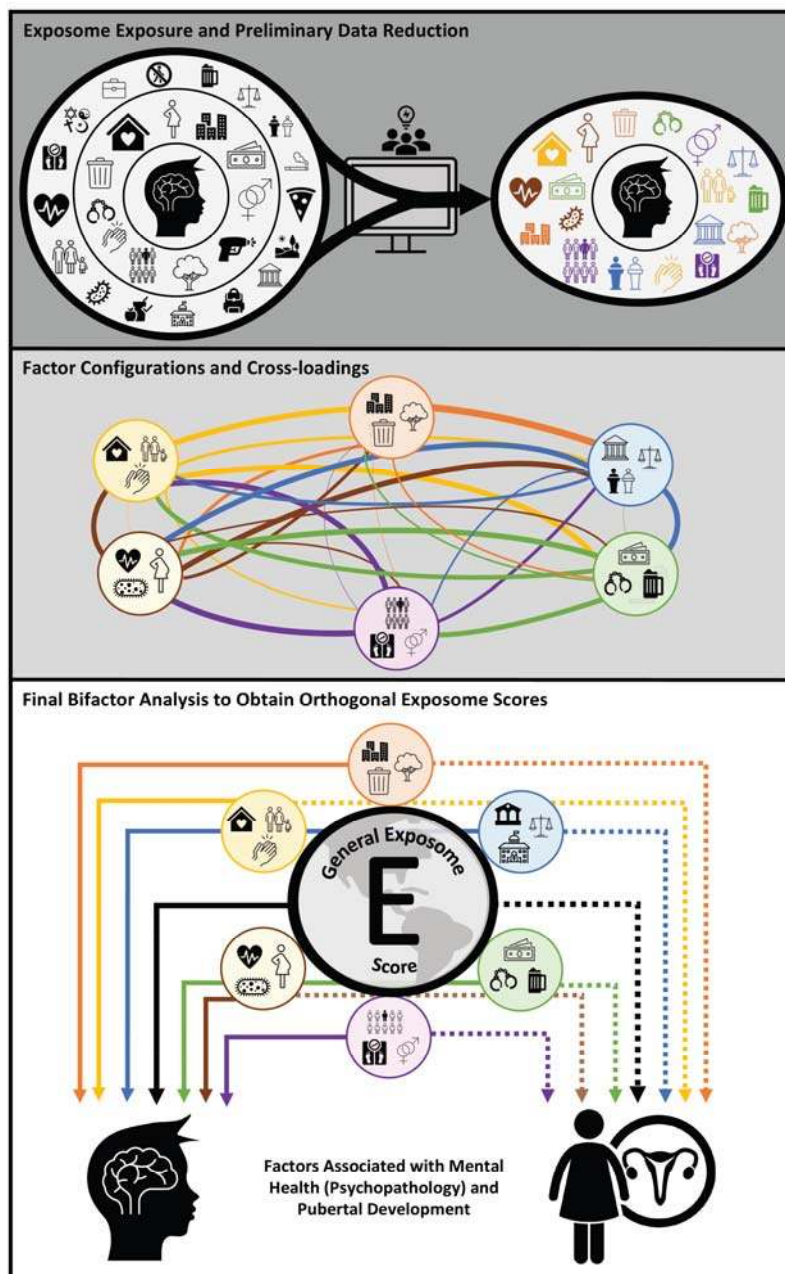 Exposome Exposure and Preliminary Data Reduction
Factor Configurations and Cross-loadings
Final Bifactor Analysis to Obtain Orthogonal Exposome Scores
General Exposome
E
Score
Factors Associated with Mental
Health (Psychopathology) and
Pubertal Development